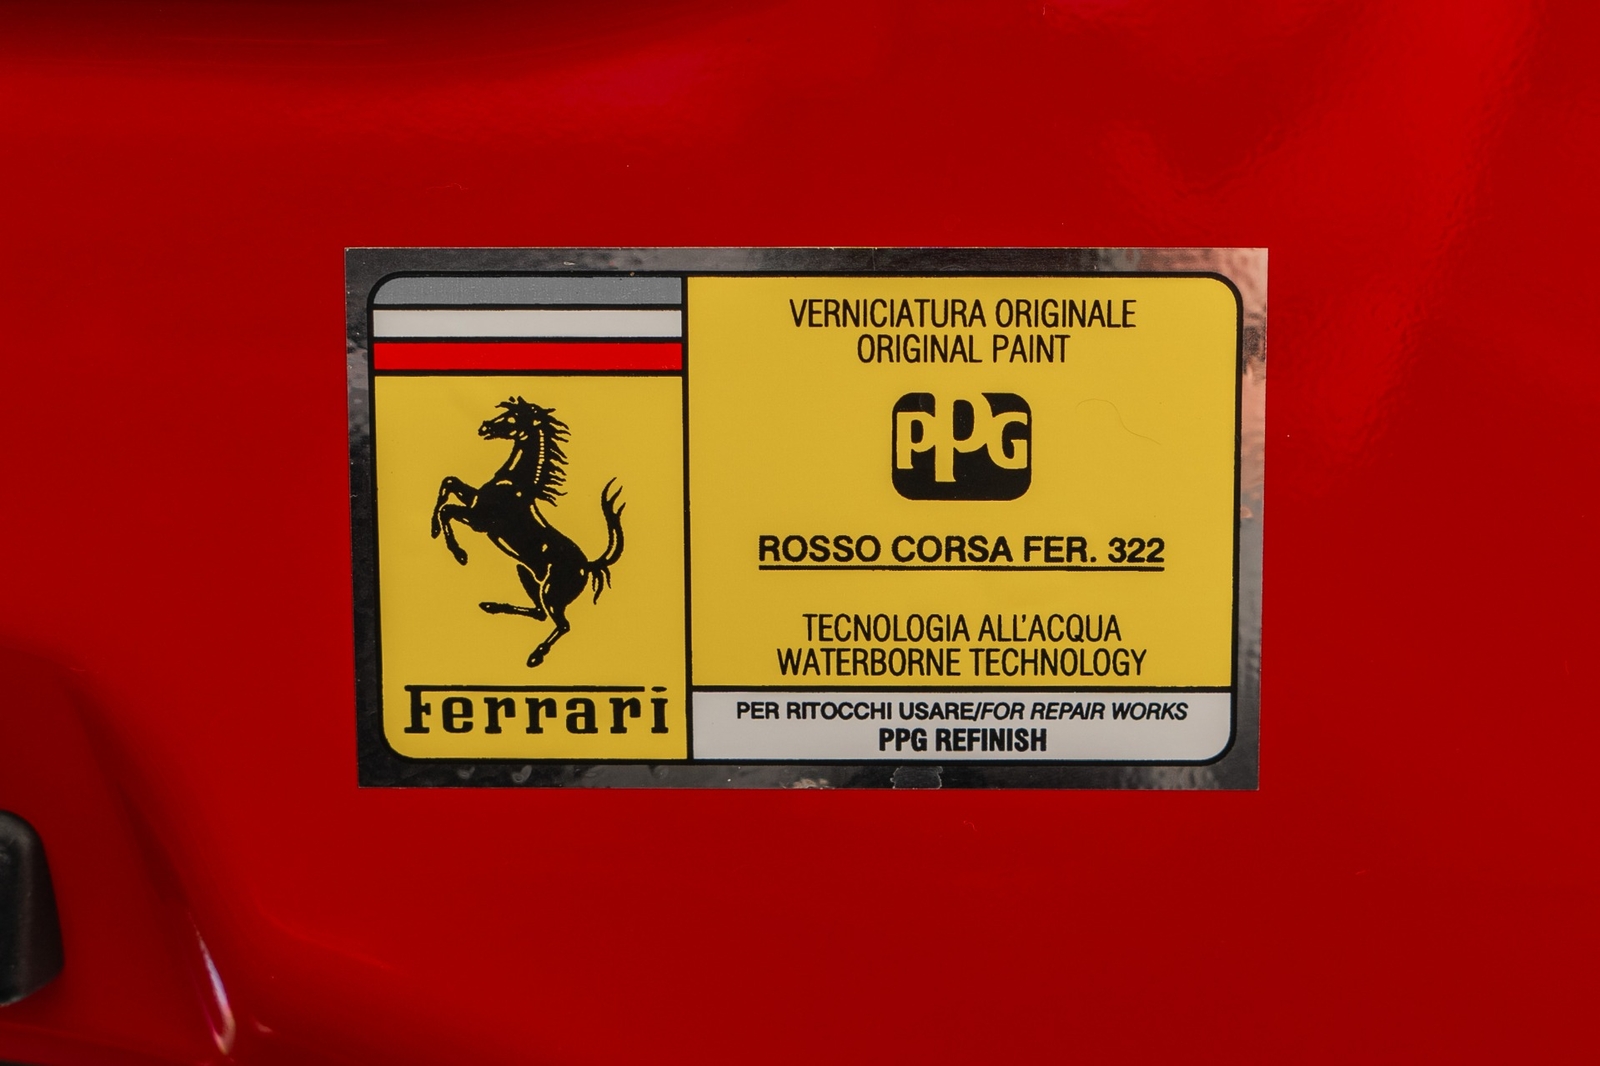 Ferrari
VERNICIATURA ORIGINALE
ORIGINAL PAINT
PPG
ROSSO CORSA FER. 322
TECNOLOGIA ALL'ACQUA
WATERBORNE TECHNOLOGY
PER RITOCCHI USARE/FOR REPAIR WORKS
PPG REFINISH